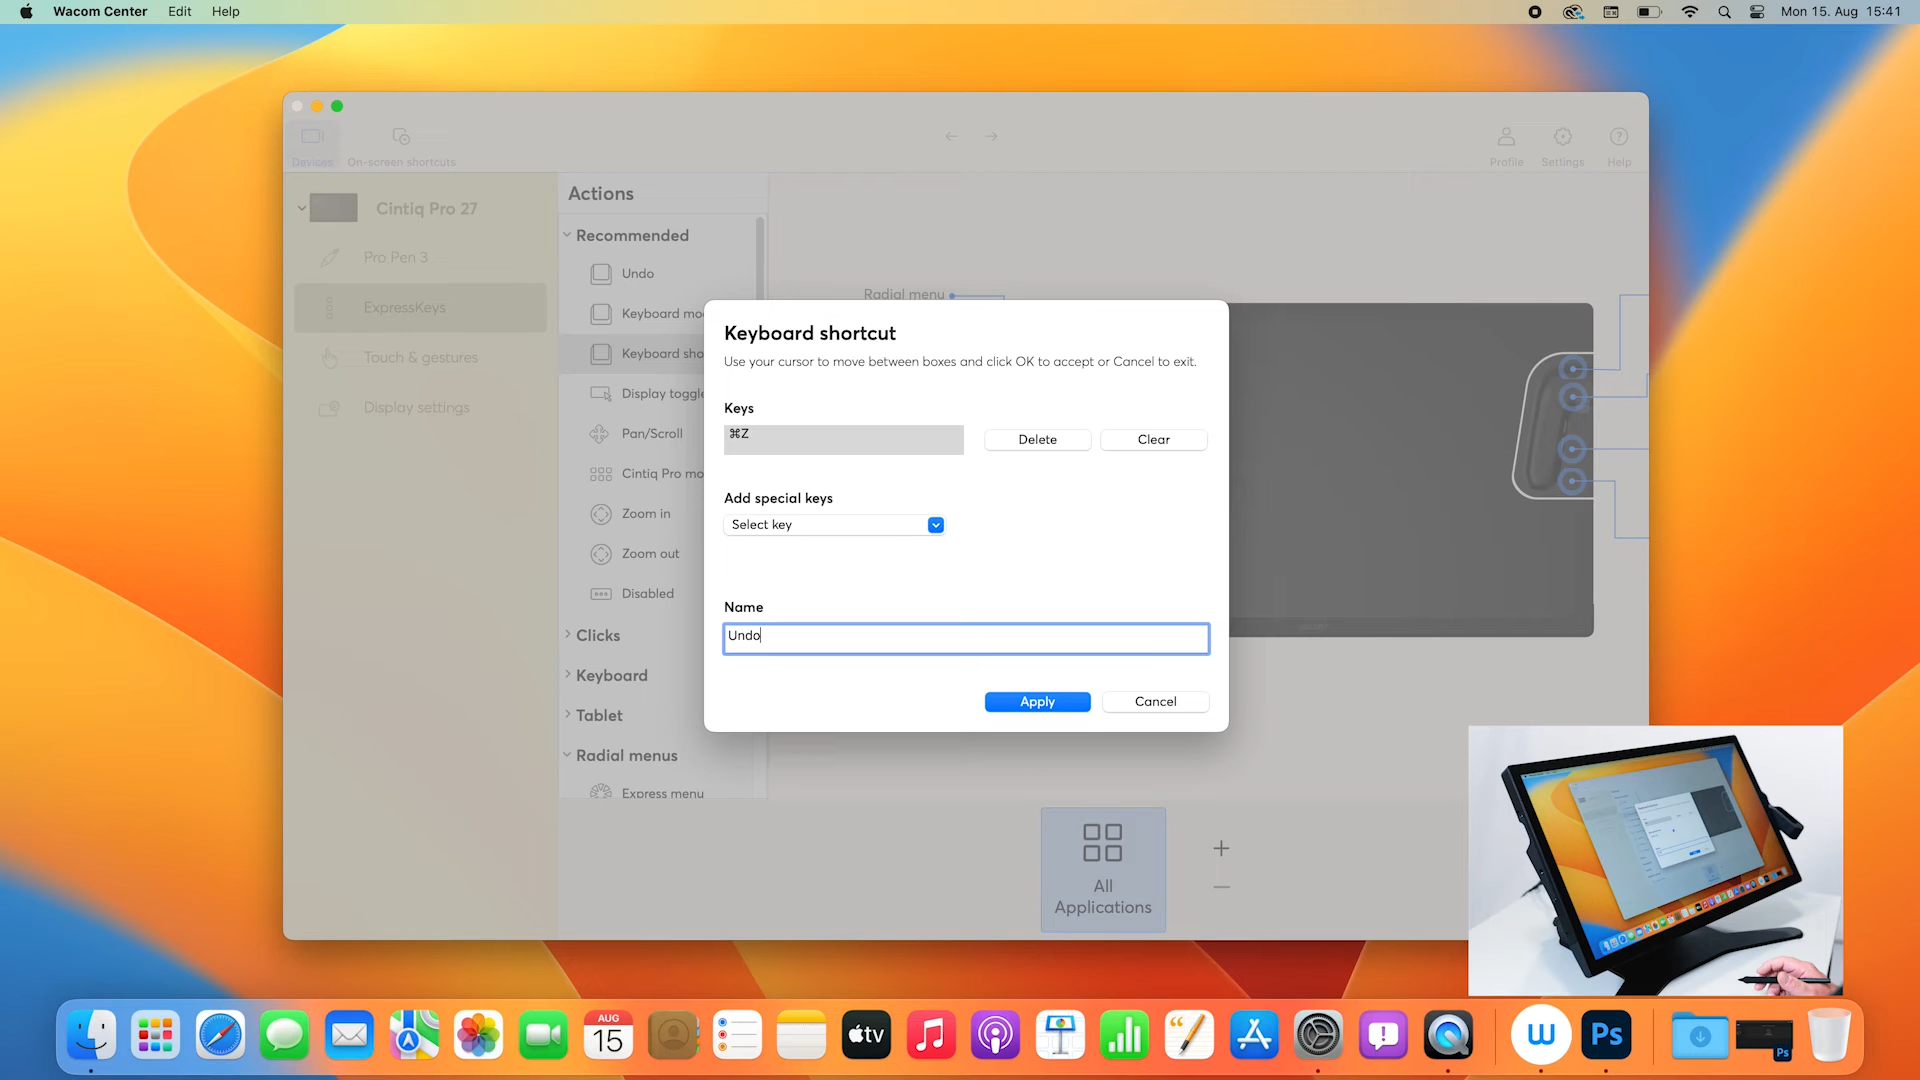 Wacom Center Edit Help
Mon 15. Aug 15:41
Devices On-screen shortcuts
Profile Settings Help
Cintiq Pro 27
Pro Pen 3
ExpressKeys
Touch & gestures
Display settings
Actions
Recommended
Undo
Keyboard mo
Keyboard sho
Display toggle
Pan/Scroll
Cintiq Pro mo
Zoom in
Zoom out
Disabled
Clicks
Keyboard
Tablet
Radial menus
Express menu
Radial menu
Keyboard shortcut
Use your cursor to move between boxes and click OK to accept or Cancel to exit.
Keys
⌘Z
Delete Clear
Add special keys
Select key
Name
Undo
Apply Cancel
All
Applications
AUG
15
tv
W
Ps
Ps